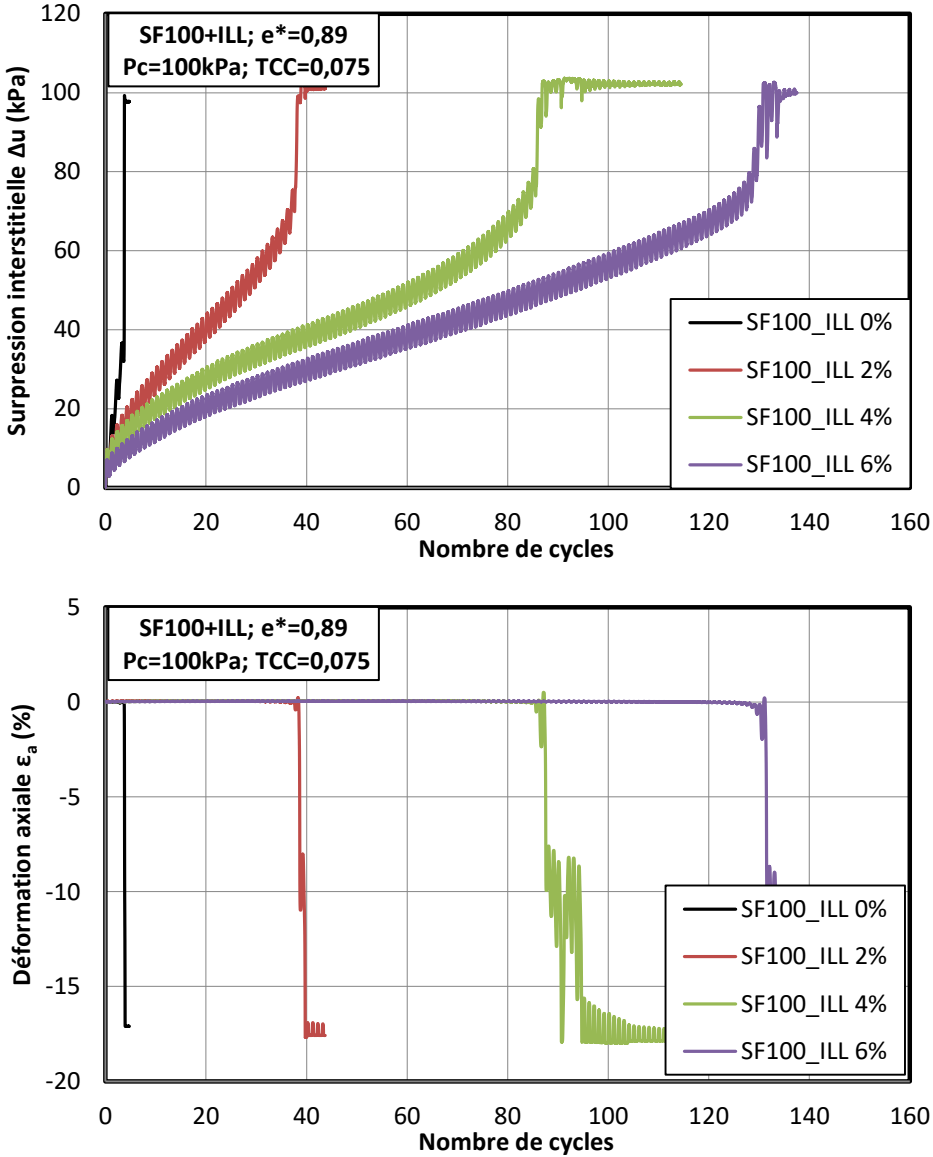 SF100+ILL; e*=0,89
Pc=100kPa; TCC=0,075
Surpression interstitielle Δu (kPa)
120
100
80
60
40
20
0
SF100_ILL 0%
SF100_ILL 2%
SF100_ILL 4%
SF100_ILL 6%
0 20 40 60 80 100 120 140 160
Nombre de cycles
SF100+ILL; e*=0,89
Pc=100kPa; TCC=0,075
Déformation axiale εa (%)
5
0
-5
-10
-15
-20
SF100_ILL 0%
SF100_ILL 2%
SF100_ILL 4%
SF100_ILL 6%
0 20 40 60 80 100 120 140 160
Nombre de cycles